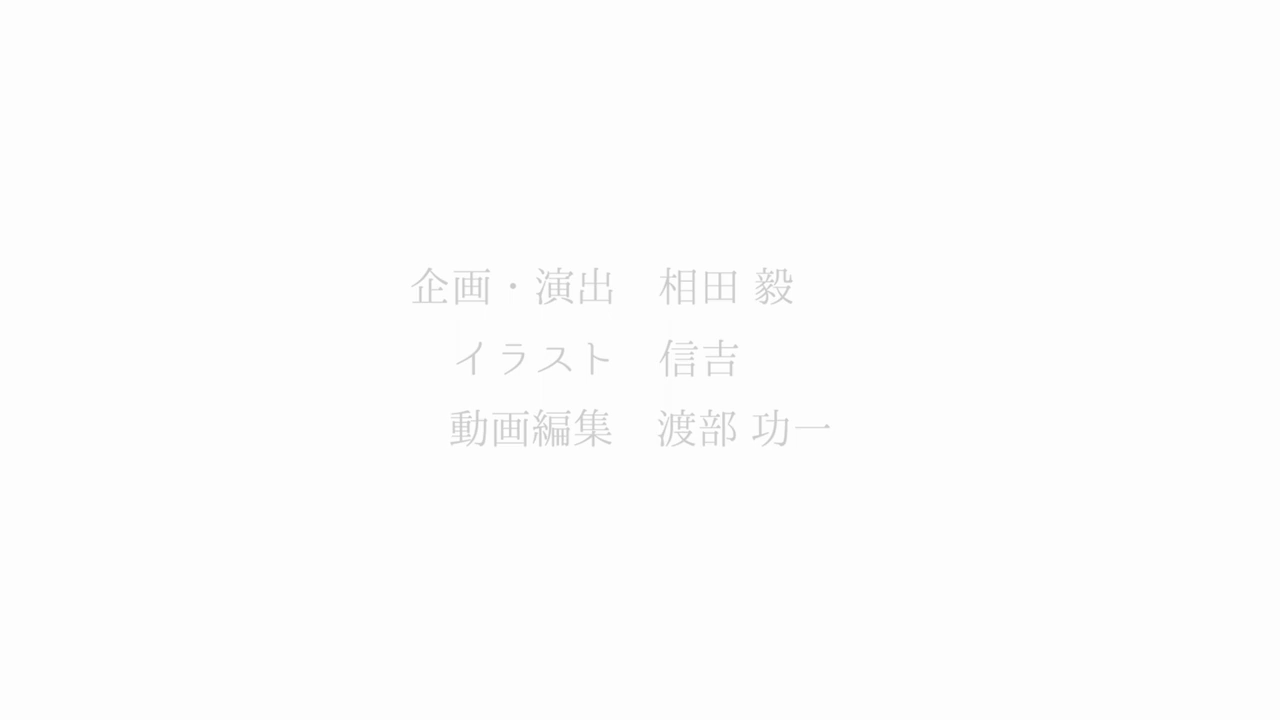 企画・演出　相田 毅
イラスト　信吉
動画編集　渡部 功一